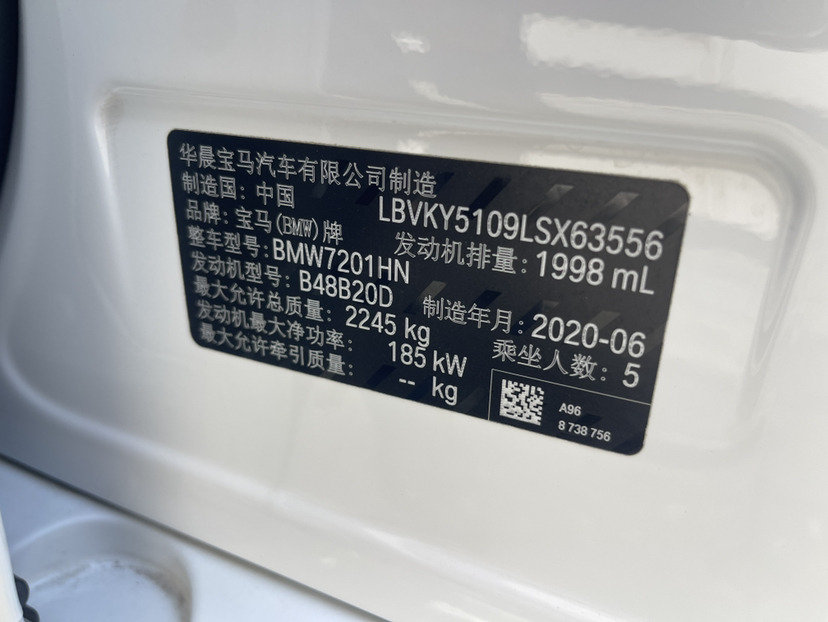 华晨宝马汽车有限公司制造
制造国：中国 LBVKY5109LSX63556
品牌：宝马(BMW)牌 发动机排量：1998 mL
整车型号：BMW7201HN
发动机型号：B48B20D 制造年月：2020-06
最大允许总质量：2245 kg 乘坐人数：5
发动机最大净功率：185 kW
最大允许牵引质量：-- kg
A96
8 738 756